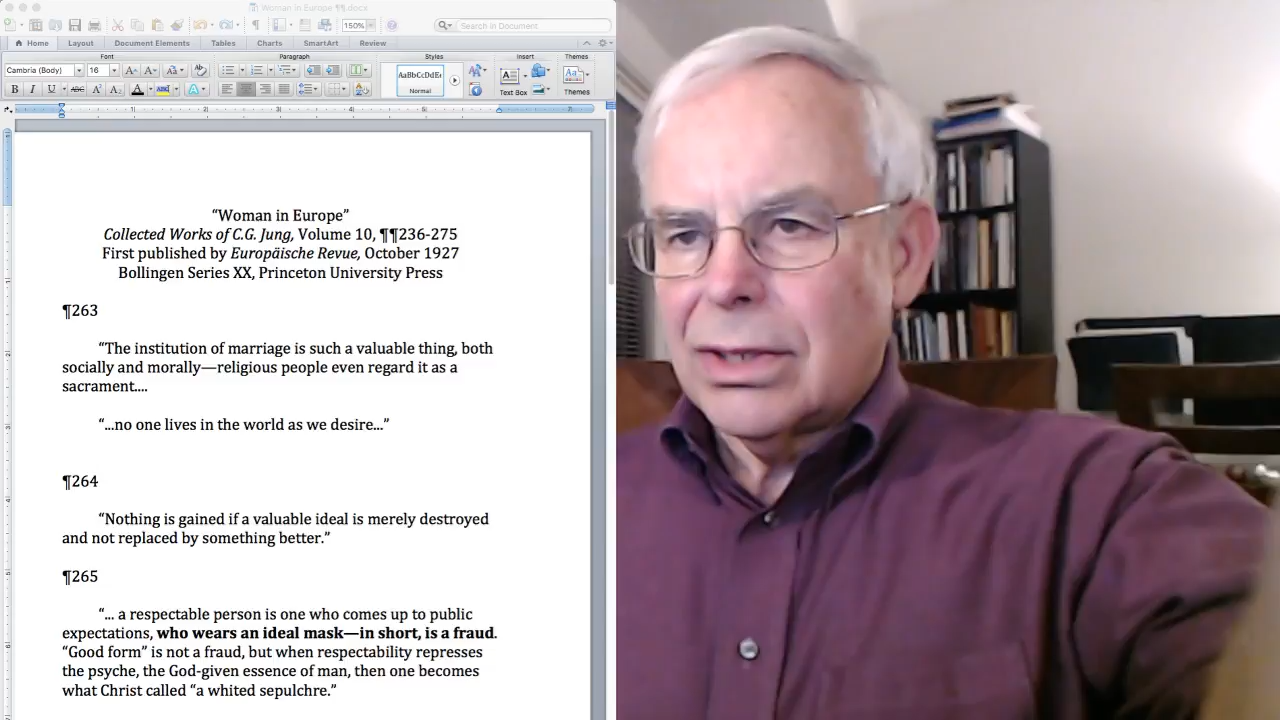 Woman in Europe ¶¶.docx
150%
Search in Document
Home Layout Document Elements Tables Charts SmartArt Review
Font Paragraph Styles Insert Themes
Cambria (Body) 16 AaBbCcDdEe
Normal Text Box Themes
“Woman in Europe”
Collected Works of C.G. Jung, Volume 10, ¶¶236-275
First published by Europäische Revue, October 1927
Bollingen Series XX, Princeton University Press
¶263
“The institution of marriage is such a valuable thing, both
socially and morally—religious people even regard it as a
sacrament....
“...no one lives in the world as we desire...”
¶264
“Nothing is gained if a valuable ideal is merely destroyed
and not replaced by something better.”
¶265
“... a respectable person is one who comes up to public
expectations, who wears an ideal mask—in short, is a fraud.
“Good form” is not a fraud, but when respectability represses
the psyche, the God-given essence of man, then one becomes
what Christ called “a whited sepulchre.”